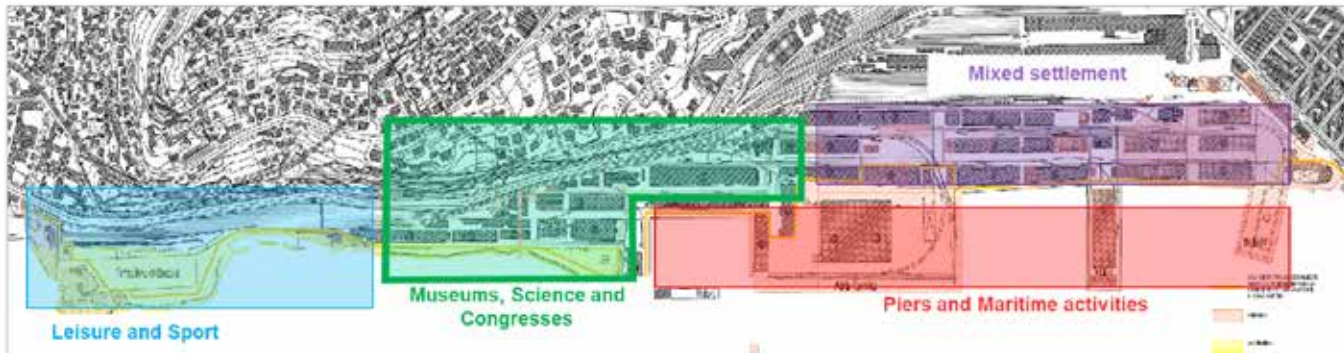 Mixed settlement
Museums, Science and
Congresses
Piers and Maritime activities
Leisure and Sport